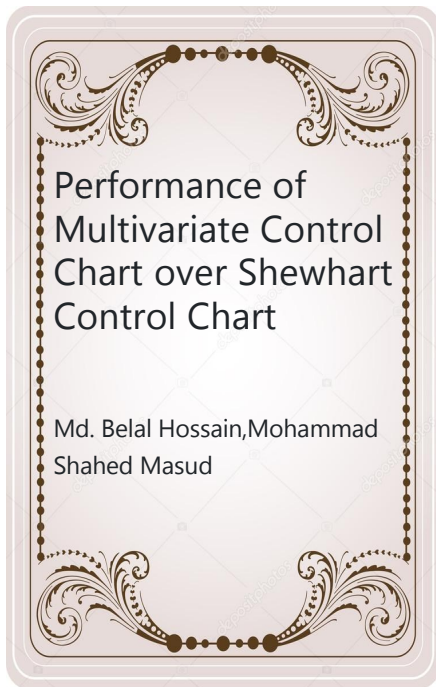 Performance of
Multivariate Control
Chart over Shewhart
Control Chart
Md. Belal Hossain,Mohammad
Shahed Masud